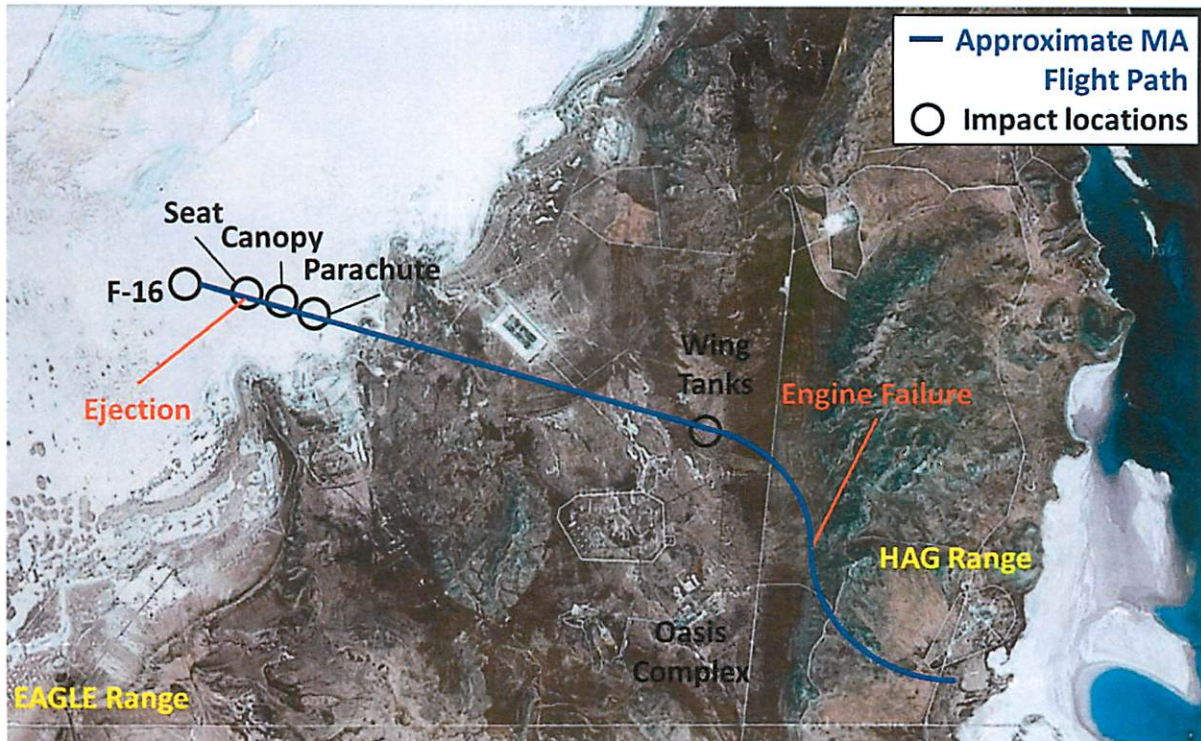 Approximate MA
Flight Path
Impact locations
Seat
Canopy
Parachute
F-16
Ejection
Wing
Tanks
Engine Failure
HAG Range
Oasis
Complex
EAGLE Range